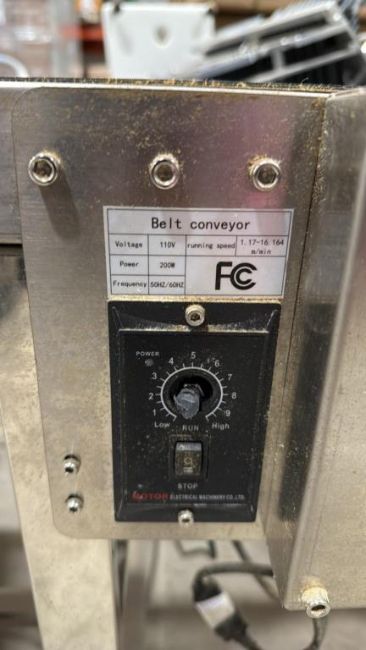 Belt conveyor
Voltage 110V running speed 1.17-16.164 m/min
Power 200W
Frequency 50HZ/60HZ
FC
POWER
1 2 3 4 5 6 7 8 9
Low RUN High
STOP
MOTOR ELECTRICAL MACHINERY CO.,LTD.